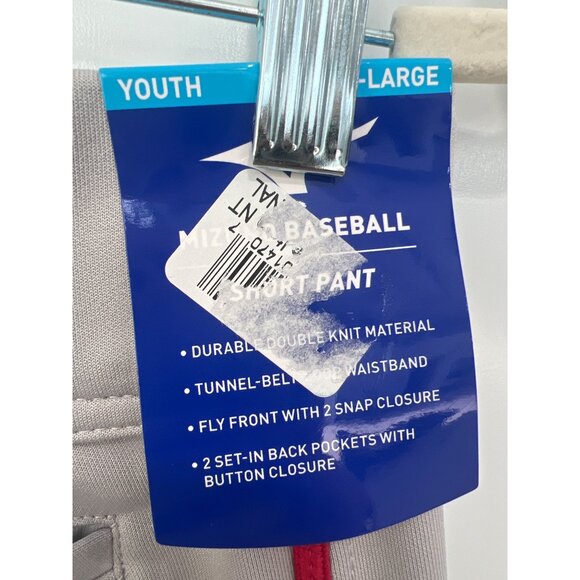 YOUTH -LARGE
BASEBALL
SHORT PANT
• DURABLE DOUBLE KNIT MATERIAL
• TUNNEL-BELT WAISTBAND
• FLY FRONT WITH 2 SNAP CLOSURE
• 2 SET-IN BACK POCKETS WITH
BUTTON CLOSURE
NT